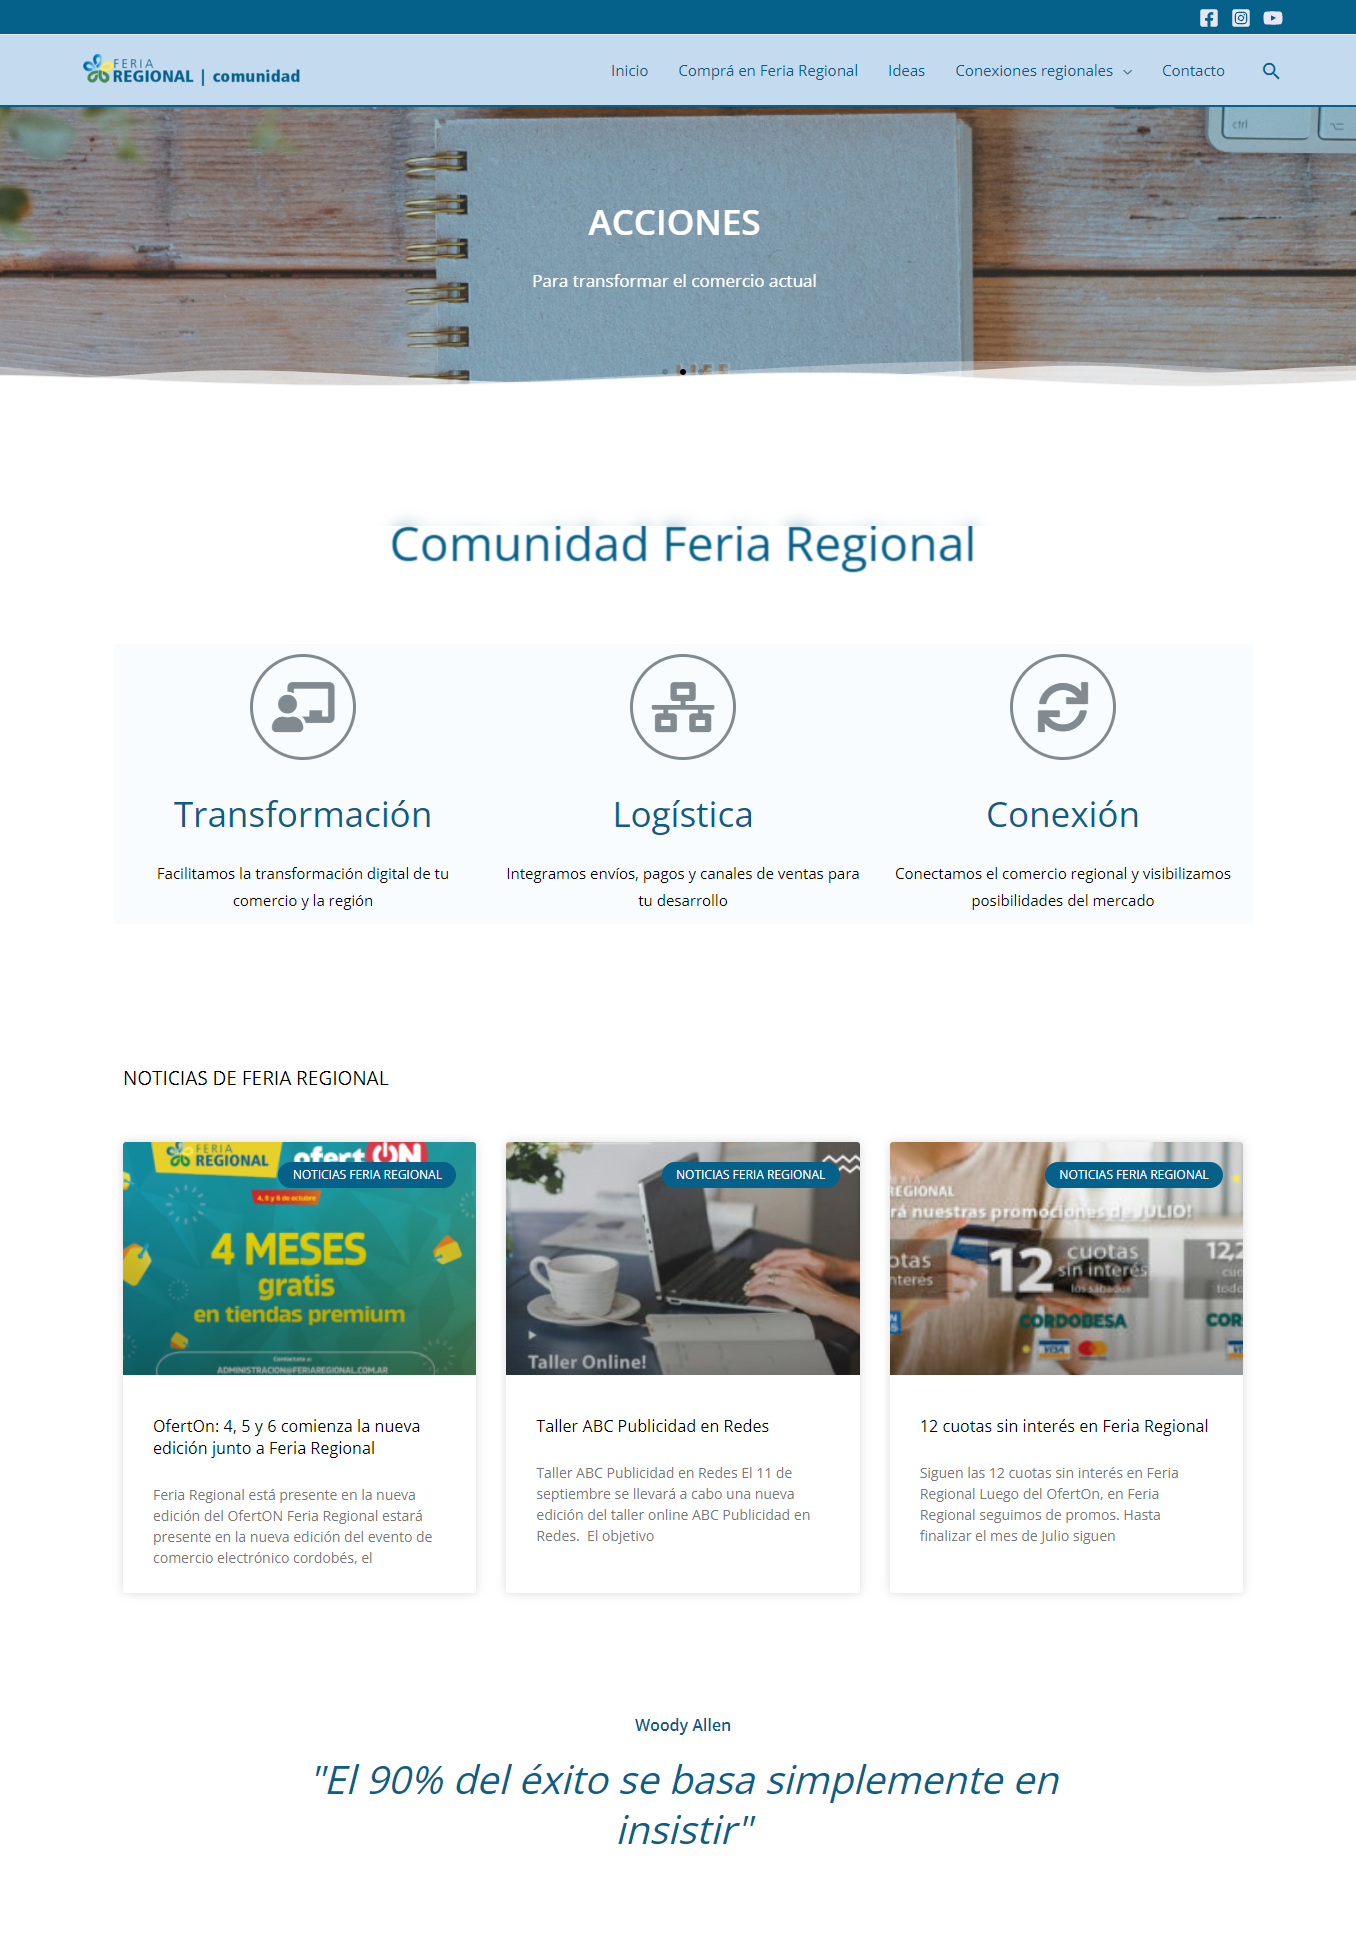 FERIA
REGIONAL | comunidad
Inicio
Comprá en Feria Regional
Ideas
Conexiones regionales
Contacto
ctrl
ACCIONES
Para transformar el comercio actual
Comunidad Feria Regional
Transformación
Facilitamos la transformación digital de tu
comercio y la región
Logística
Integramos envíos, pagos y canales de ventas para
tu desarrollo
Conexión
Conectamos el comercio regional y visibilizamos
posibilidades del mercado
NOTICIAS DE FERIA REGIONAL
FERIA
REGIONAL
ofertON
NOTICIAS FERIA REGIONAL
4, 5 y 6 de octubre
4 MESES
gratis
en tiendas premium
Contactate a:
ADMINISTRACION@FERIAREGIONAL.COM.AR
OfertOn: 4, 5 y 6 comienza la nueva
edición junto a Feria Regional
Feria Regional está presente en la nueva
edición del OfertON Feria Regional estará
presente en la nueva edición del evento de
comercio electrónico cordobés, el
NOTICIAS FERIA REGIONAL
Taller Online!
Taller ABC Publicidad en Redes
Taller ABC Publicidad en Redes El 11 de
septiembre se llevará a cabo una nueva
edición del taller online ABC Publicidad en
Redes.  El objetivo
NOTICIAS FERIA REGIONAL
REGIONAL
rá nuestras promociones de JULIO!
otas
nterés
12 cuotas
sin interés
los sábados
12,2
cuo
todo
CORDOBESA
COR
VISA
12 cuotas sin interés en Feria Regional
Siguen las 12 cuotas sin interés en Feria
Regional Luego del OfertOn, en Feria
Regional seguimos de promos. Hasta
finalizar el mes de Julio siguen
Woody Allen
"El 90% del éxito se basa simplemente en
insistir"